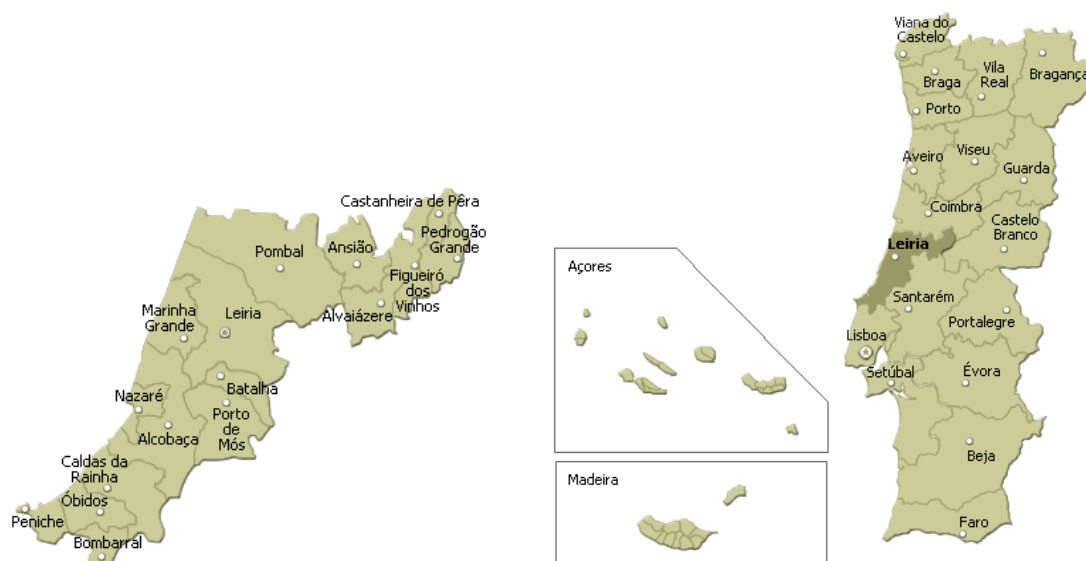 Castanheira de Pêra
Pedrogão
Grande
Ansião
Pombal
Figueiró
dos
Vinhos
Alvaiázere
Marinha
Grande
Leiria
Batalha
Nazaré
Porto
de
Mós
Alcobaça
Caldas da
Rainha
Óbidos
Peniche
Bombarral
Açores
Madeira
Viana do
Castelo
Braga
Vila
Real
Bragança
Porto
Aveiro
Viseu
Guarda
Coimbra
Castelo
Branco
Leiria
Santarém
Portalegre
Lisboa
Setúbal
Évora
Beja
Faro